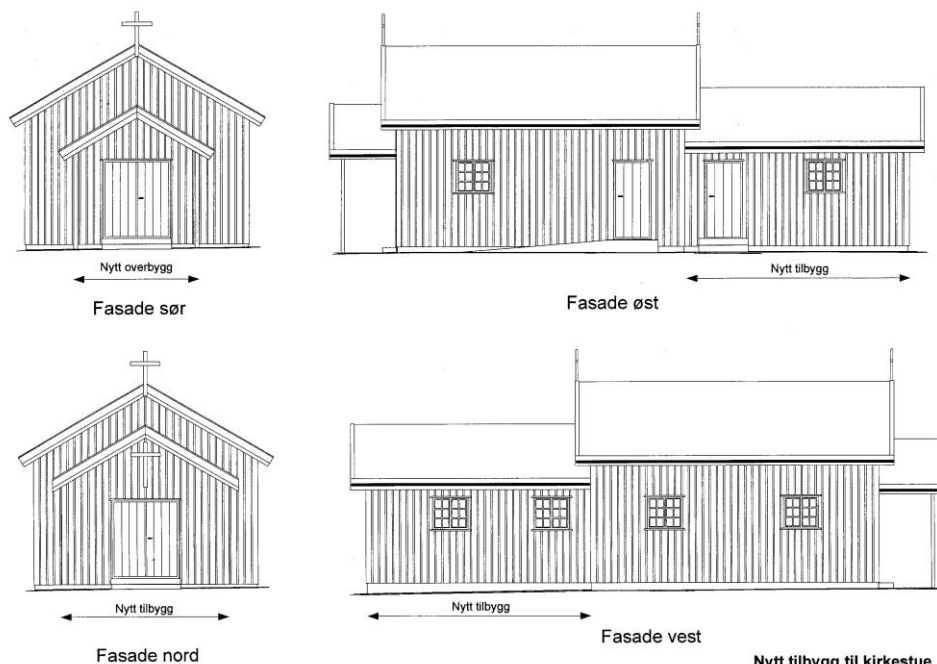 Nytt overbygg
Fasade sør
Nytt tilbygg
Fasade øst
Nytt tilbygg
Fasade nord
Nytt tilbygg
Fasade vest
Nytt tilbygg til kirkestue